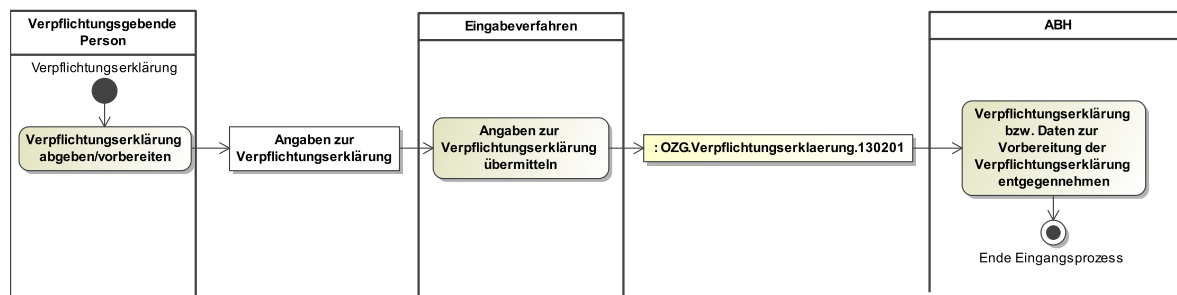 Verpflichtungsgebende
Person
Eingabeverfahren
ABH
Verpflichtungserklärung
Verpflichtungserklärung
abgeben/vorbereiten
Angaben zur
Verpflichtungserklärung
Angaben zur
Verpflichtungserklärung
übermitteln
: OZG.Verpflichtungserklaerung.130201
Verpflichtungserklärung
bzw. Daten zur
Vorbereitung der
Verpflichtungserklärung
entgegennehmen
Ende Eingangsprozess